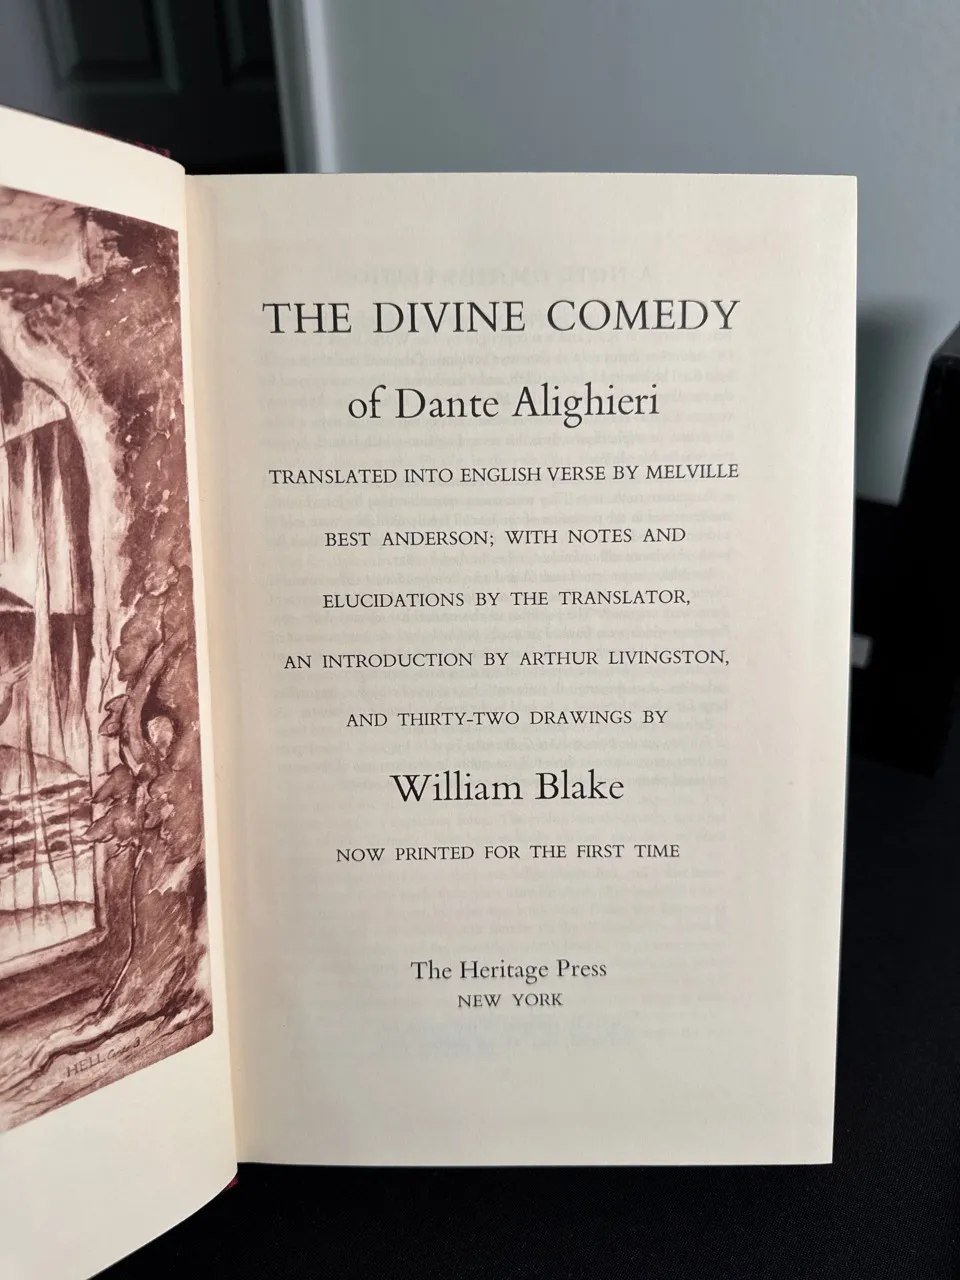 HELL Canto 3
THE DIVINE COMEDY
of Dante Alighieri
TRANSLATED INTO ENGLISH VERSE BY MELVILLE
BEST ANDERSON; WITH NOTES AND
ELUCIDATIONS BY THE TRANSLATOR,
AN INTRODUCTION BY ARTHUR LIVINGSTON,
AND THIRTY-TWO DRAWINGS BY
William Blake
NOW PRINTED FOR THE FIRST TIME
The Heritage Press
NEW YORK